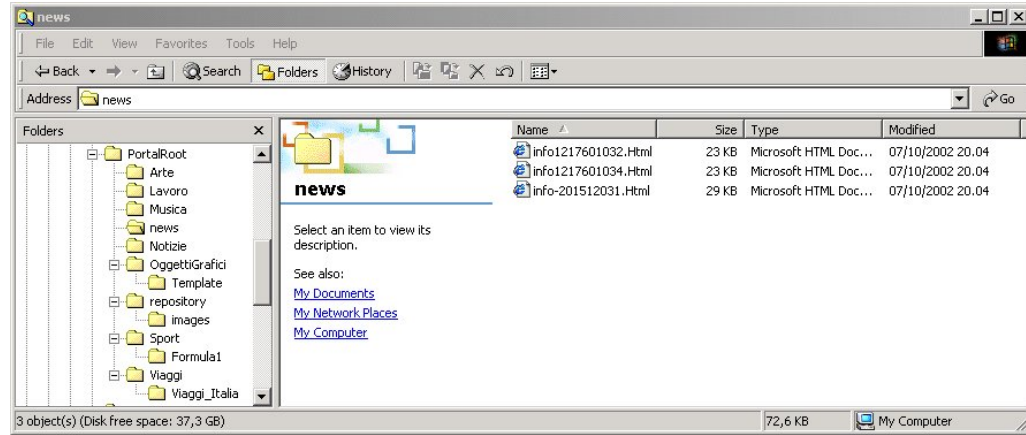 news
File Edit View Favorites Tools Help
Back Search Folders History
Address news Go
Folders
PortalRoot
Arte
Lavoro
Musica
news
Notizie
OggettiGrafici
Template
repository
images
Sport
Formula1
Viaggi
Viaggi_Italia
news
Select an item to view its
description.
See also:
My Documents
My Network Places
My Computer
Name Size Type Modified
info1217601032.Html 23 KB Microsoft HTML Doc... 07/10/2002 20.04
info1217601034.Html 23 KB Microsoft HTML Doc... 07/10/2002 20.04
info-201512031.Html 29 KB Microsoft HTML Doc... 07/10/2002 20.04
3 object(s) (Disk free space: 37,3 GB) 72,6 KB My Computer